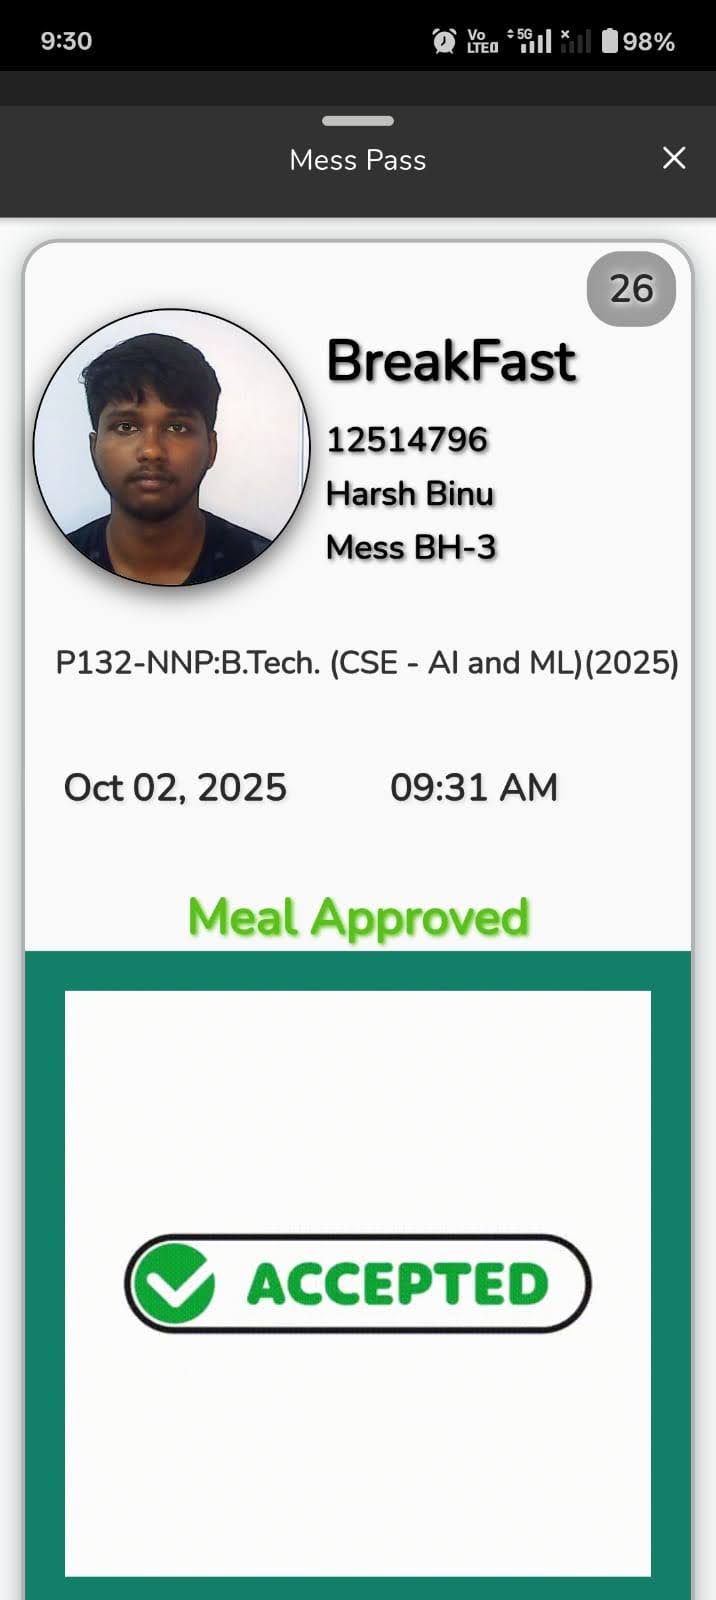 9:30
Vo LTE 5G 98%
Mess Pass
26
BreakFast
12514796
Harsh Binu
Mess BH-3
P132-NNP:B.Tech. (CSE - AI and ML)(2025)
Oct 02, 2025 09:31 AM
Meal Approved
ACCEPTED